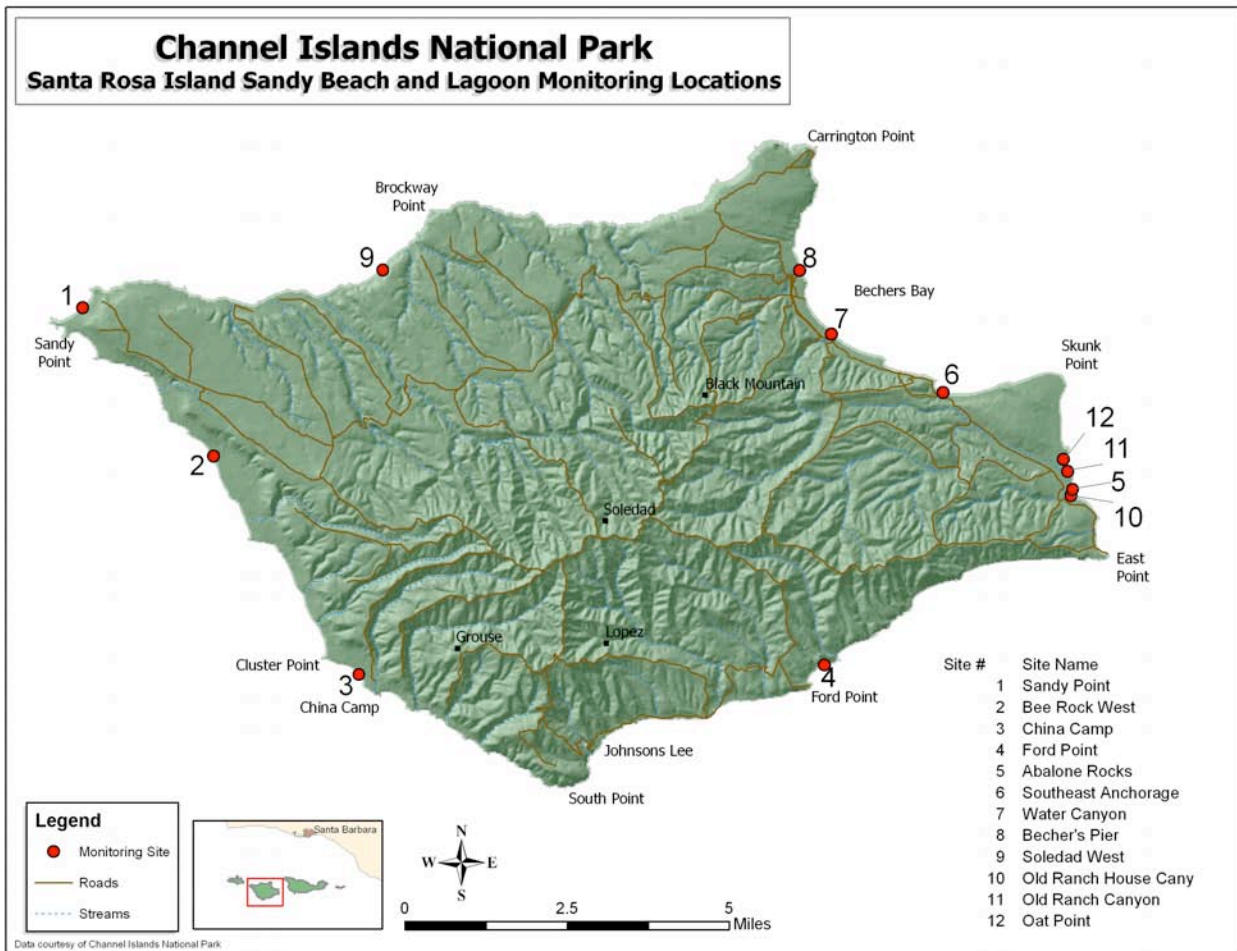 Channel Islands National Park
Santa Rosa Island Sandy Beach and Lagoon Monitoring Locations
Carrington Point
Brockway
Point
9
8
1
Bechers Bay
Sandy
Point
7
Skunk
Point
Black Mountain
6
12
11
2
5
Soledad
10
East
Point
Grouse
Lopez
Cluster Point
3
China Camp
4
Ford Point
Johnsons Lee
South Point
Site # Site Name
1 Sandy Point
2 Bee Rock West
3 China Camp
4 Ford Point
5 Abalone Rocks
6 Southeast Anchorage
7 Water Canyon
8 Becher's Pier
9 Soledad West
10 Old Ranch House Cany
11 Old Ranch Canyon
12 Oat Point
Legend
Monitoring Site
Roads
Streams
Santa Barbara
N
W E
S
0 2.5 5
Miles
Data courtesy of Channel Islands National Park